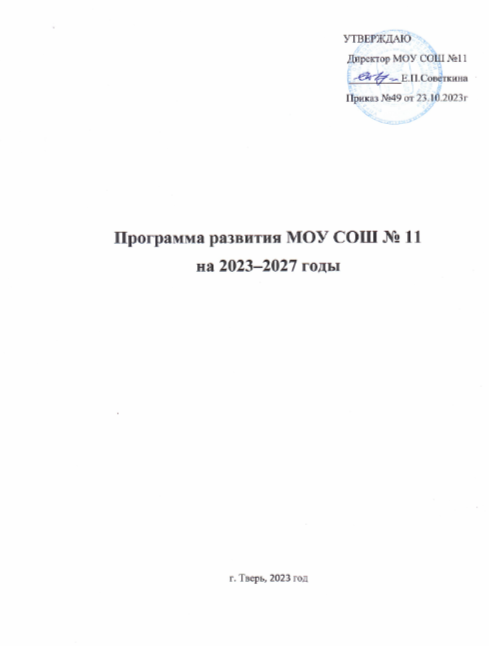 УТВЕРЖДАЮ
Директор МОУ СОШ №11
Е.П.Советкина
Приказ №49 от 23.10.2023г
Программа развития МОУ СОШ № 11
на 2023–2027 годы
г. Тверь, 2023 год